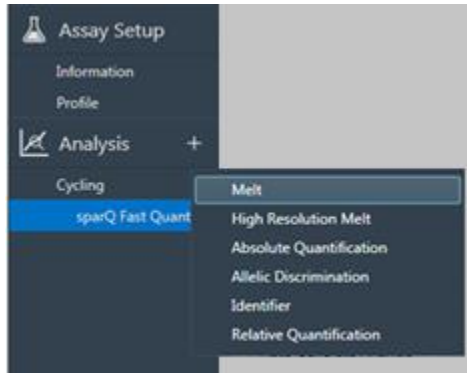 Assay Setup
Information
Profile
Analysis +
Cycling
sparQ Fast Quant
Melt
High Resolution Melt
Absolute Quantification
Allelic Discrimination
Identifier
Relative Quantification